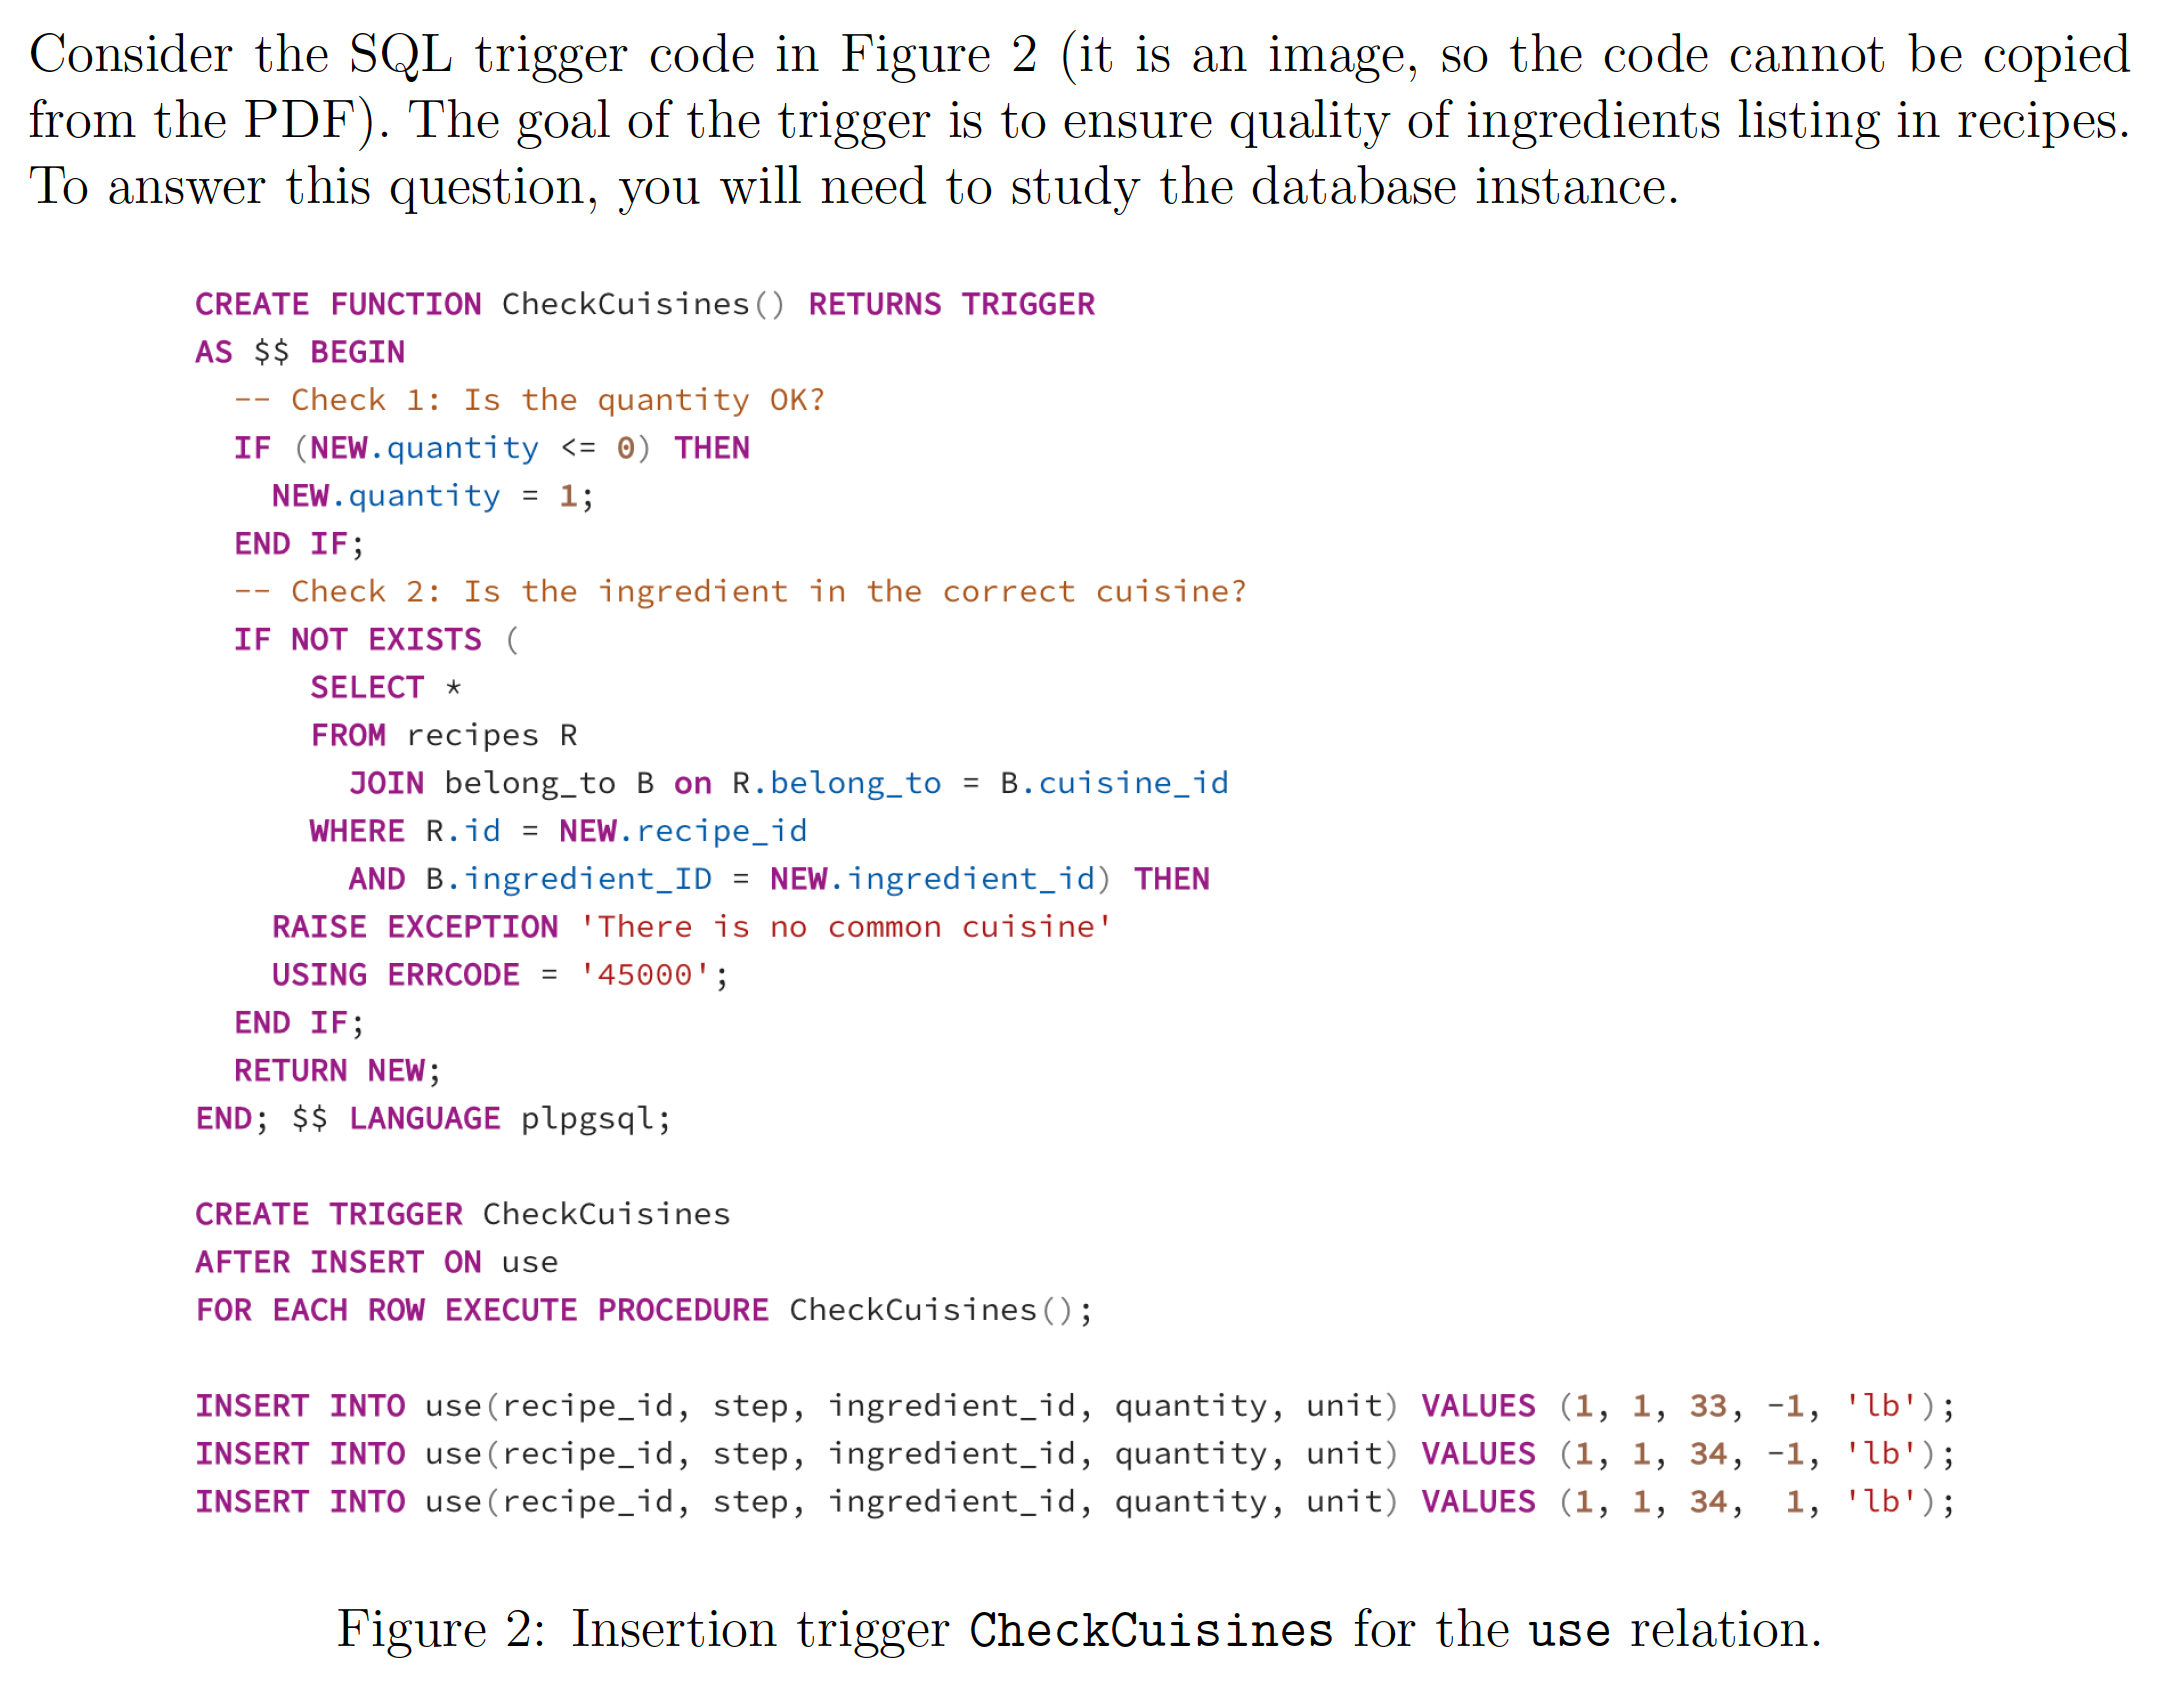 Consider the SQL trigger code in Figure 2 (it is an image, so the code cannot be copied
from the PDF). The goal of the trigger is to ensure quality of ingredients listing in recipes.
To answer this question, you will need to study the database instance.
CREATE FUNCTION CheckCuisines() RETURNS TRIGGER
AS $$ BEGIN
  -- Check 1: Is the quantity OK?
  IF (NEW.quantity <= 0) THEN
    NEW.quantity = 1;
  END IF;
  -- Check 2: Is the ingredient in the correct cuisine?
  IF NOT EXISTS (
      SELECT *
      FROM recipes R
        JOIN belong_to B on R.belong_to = B.cuisine_id
      WHERE R.id = NEW.recipe_id
        AND B.ingredient_ID = NEW.ingredient_id) THEN
    RAISE EXCEPTION 'There is no common cuisine'
    USING ERRCODE = '45000';
  END IF;
  RETURN NEW;
END; $$ LANGUAGE plpgsql;
CREATE TRIGGER CheckCuisines
AFTER INSERT ON use
FOR EACH ROW EXECUTE PROCEDURE CheckCuisines();
INSERT INTO use(recipe_id, step, ingredient_id, quantity, unit) VALUES (1, 1, 33, -1, 'lb');
INSERT INTO use(recipe_id, step, ingredient_id, quantity, unit) VALUES (1, 1, 34, -1, 'lb');
INSERT INTO use(recipe_id, step, ingredient_id, quantity, unit) VALUES (1, 1, 34,  1, 'lb');
Figure 2: Insertion trigger CheckCuisines for the use relation.